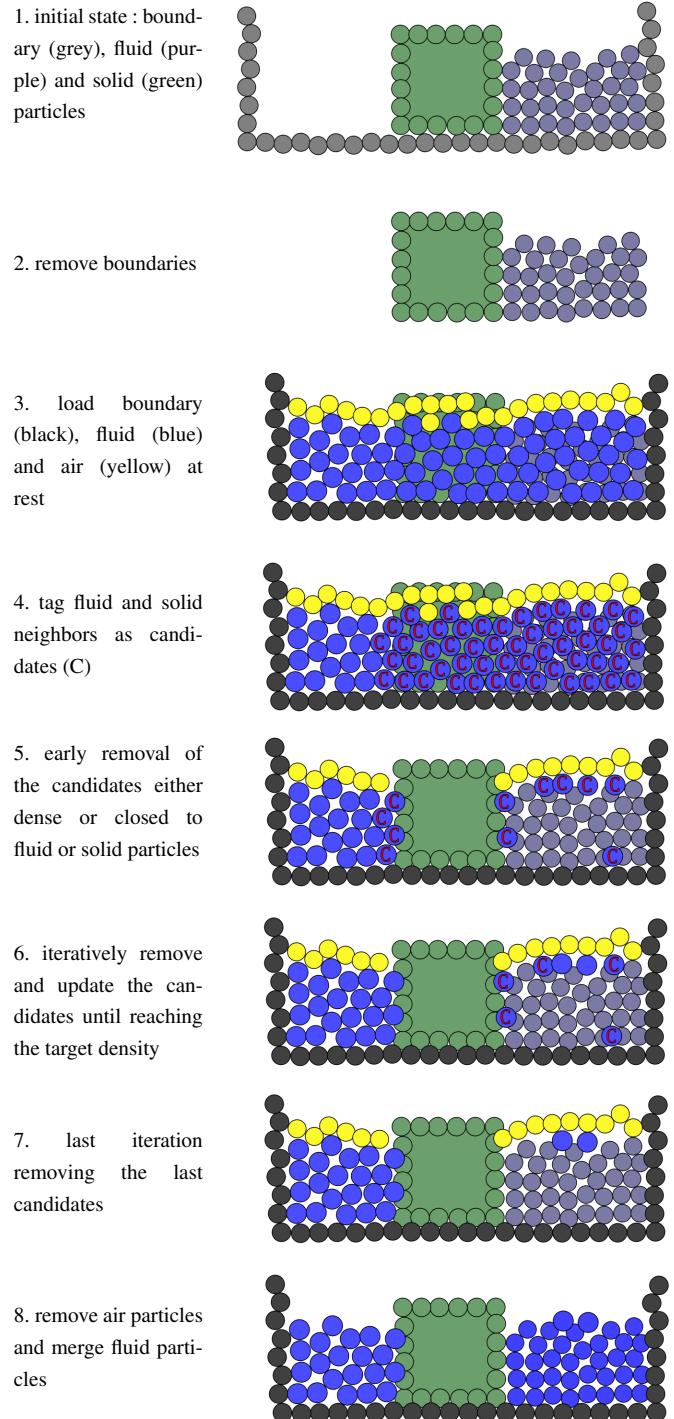 1. initial state : bound-
ary (grey), fluid (pur-
ple) and solid (green)
particles
2. remove boundaries
3. load boundary
(black), fluid (blue)
and air (yellow) at
rest
4. tag fluid and solid
neighbors as candi-
dates (C)
C C C C C
C C C C C C C C C
C C C C C C
C C C C C C C
C C C C C C C C C C C C C
5. early removal of
the candidates either
dense or closed to
fluid or solid particles
C C C C
C C
C C
C C
6. iteratively remove
and update the can-
didates until reaching
the target density
C C
C
C
C
7. last iteration
removing the last
candidates
8. remove air particles
and merge fluid parti-
cles